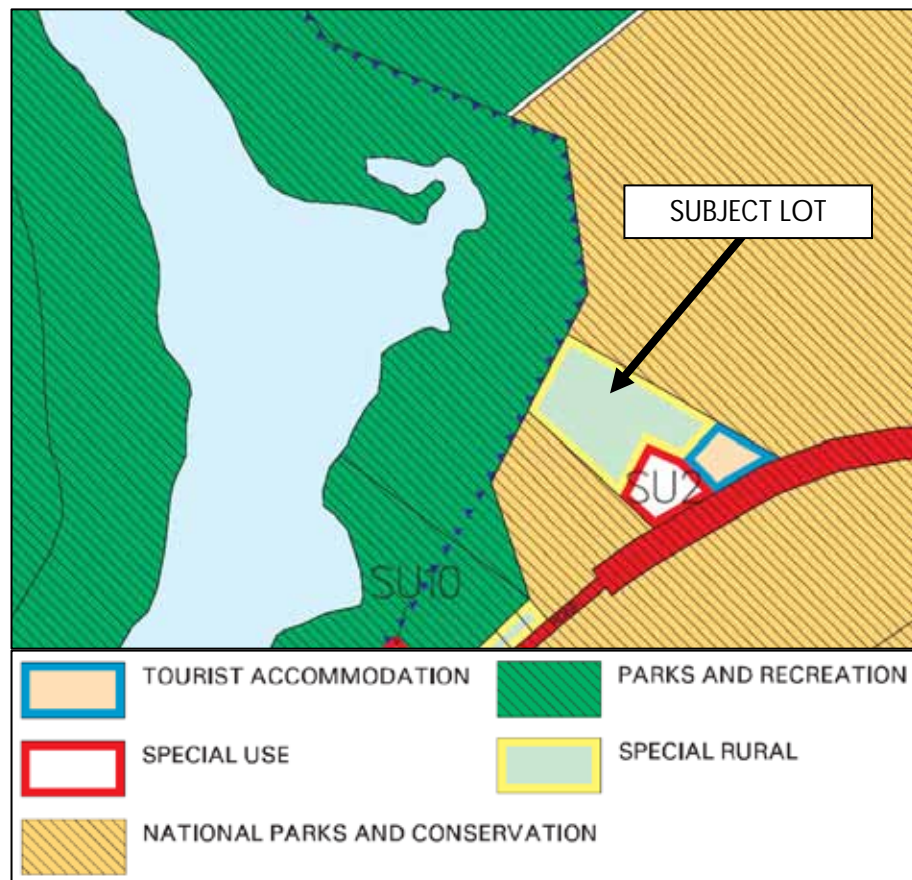 SUBJECT LOT
SU2
SU10
TOURIST ACCOMMODATION
PARKS AND RECREATION
SPECIAL USE
SPECIAL RURAL
NATIONAL PARKS AND CONSERVATION